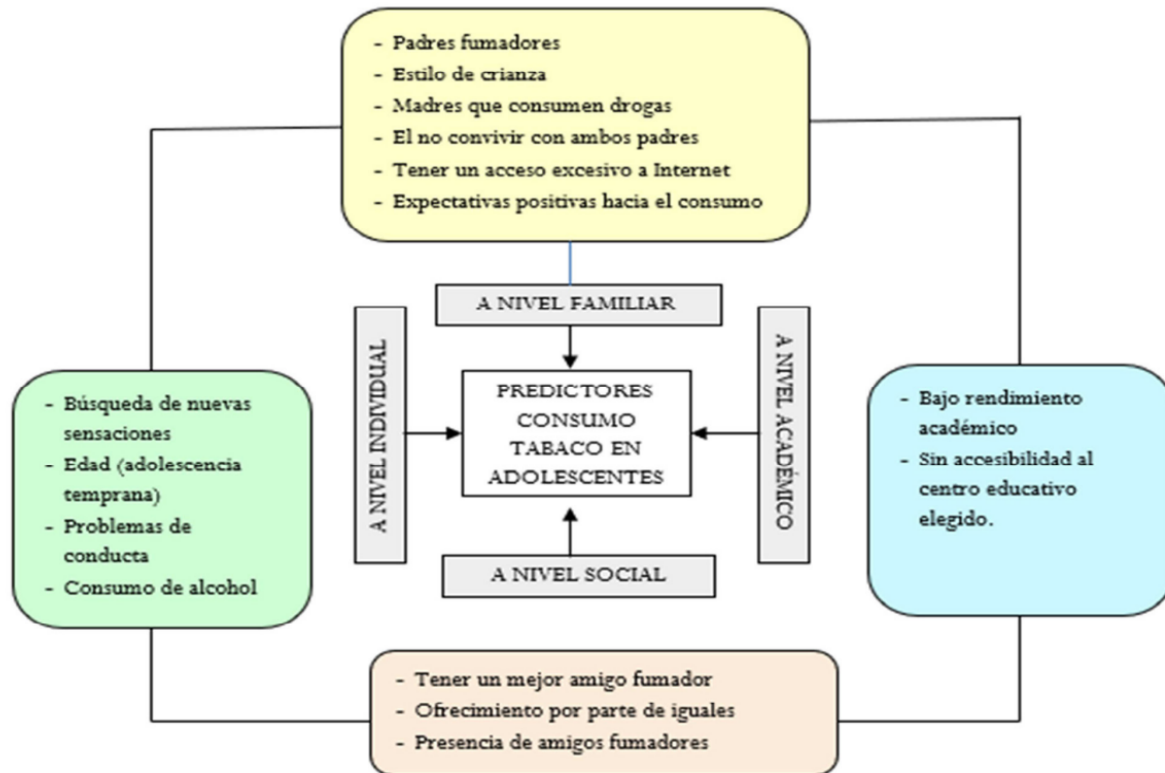 - Padres fumadores
- Estilo de crianza
- Madres que consumen drogas
- El no convivir con ambos padres
- Tener un acceso excesivo a Internet
- Expectativas positivas hacia el consumo
A NIVEL FAMILIAR
A NIVEL INDIVIDUAL
PREDICTORES
CONSUMO
TABACO EN
ADOLESCENTES
A NIVEL ACADÉMICO
A NIVEL SOCIAL
- Búsqueda de nuevas
sensaciones
- Edad (adolescencia
temprana)
- Problemas de
conducta
- Consumo de alcohol
- Bajo rendimiento
académico
- Sin accesibilidad al
centro educativo
elegido.
- Tener un mejor amigo fumador
- Ofrecimiento por parte de iguales
- Presencia de amigos fumadores